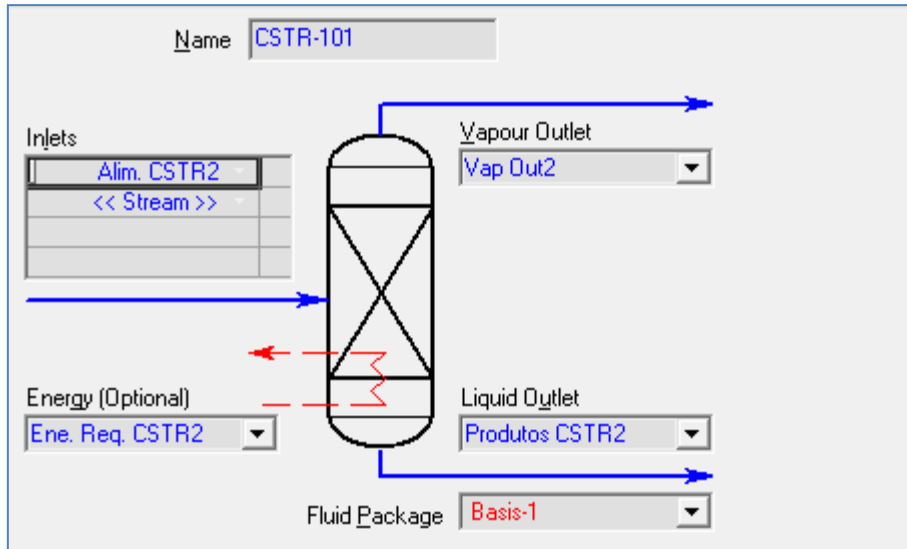 Name CSTR-101
Inlets
Alim. CSTR2
<< Stream >>
Vapour Outlet
Vap Out2
Energy (Optional)
Ene. Req. CSTR2
Liquid Outlet
Produtos CSTR2
Fluid Package Basis-1